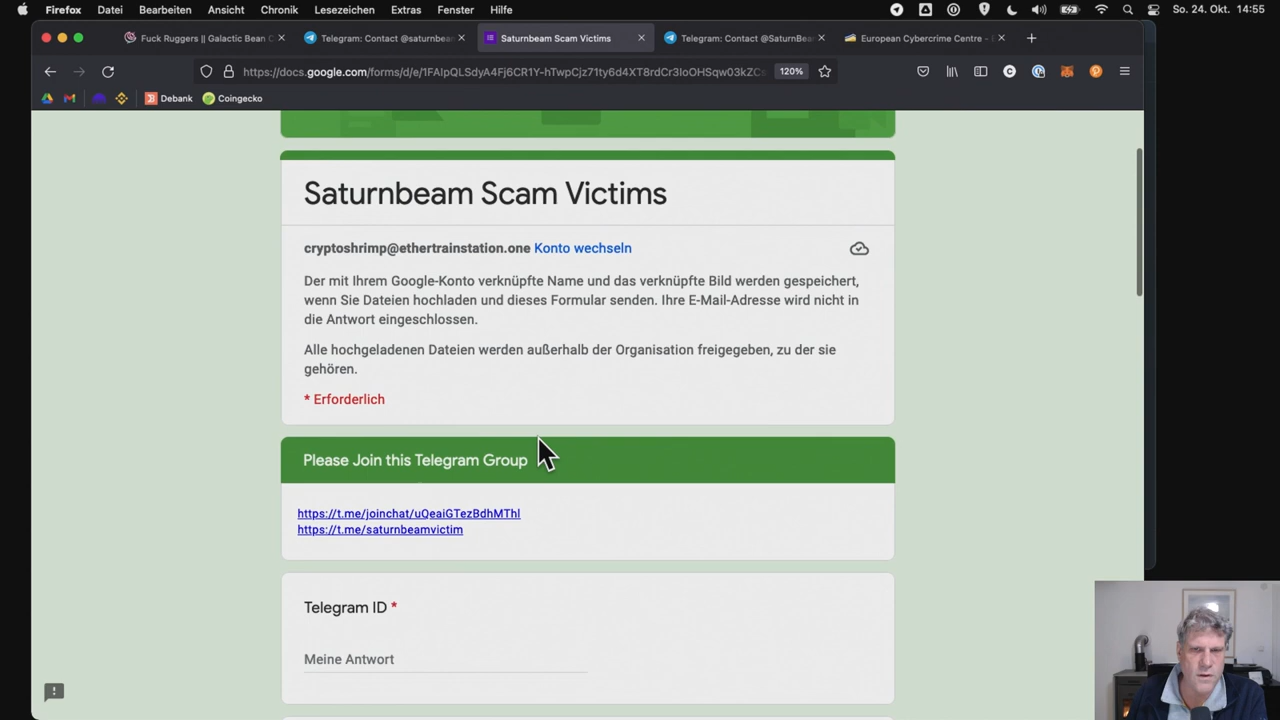 Firefox Datei Bearbeiten Ansicht Chronik Lesezeichen Extras Fenster Hilfe So. 24. Okt. 14:55
Fuck Ruggers || Galactic Bean C
Telegram: Contact @saturnbea
Saturnbeam Scam Victims
Telegram: Contact @SaturnBea
European Cybercrime Centre - E
https://docs.google.com/forms/d/e/ 120%
Debank Coingecko
Saturnbeam Scam Victims
cryptoshrimp@ethertrainstation.one Konto wechseln
Der mit Ihrem Google-Konto verknüpfte Name und das verknüpfte Bild werden gespeichert,
wenn Sie Dateien hochladen und dieses Formular senden. Ihre E-Mail-Adresse wird nicht in
die Antwort eingeschlossen.
Alle hochgeladenen Dateien werden außerhalb der Organisation freigegeben, zu der sie
gehören.
* Erforderlich
Please Join this Telegram Group
https://t.me/joinchat/uQeaiGTezBdhMThl
https://t.me/saturnbeamvictim
Telegram ID *
Meine Antwort